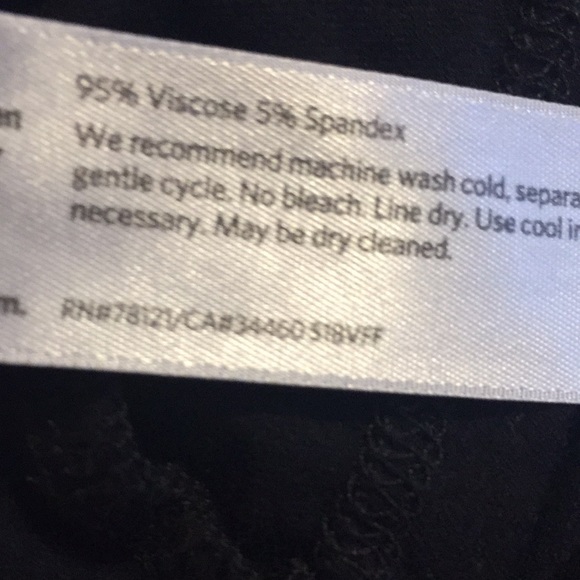 95% Viscose 5% Spandex
We recommend machine wash cold, separa
gentle cycle. No bleach. Line dry. Use cool ir
necessary. May be dry cleaned.
m. RN#78121/CA#34460 S18VFF